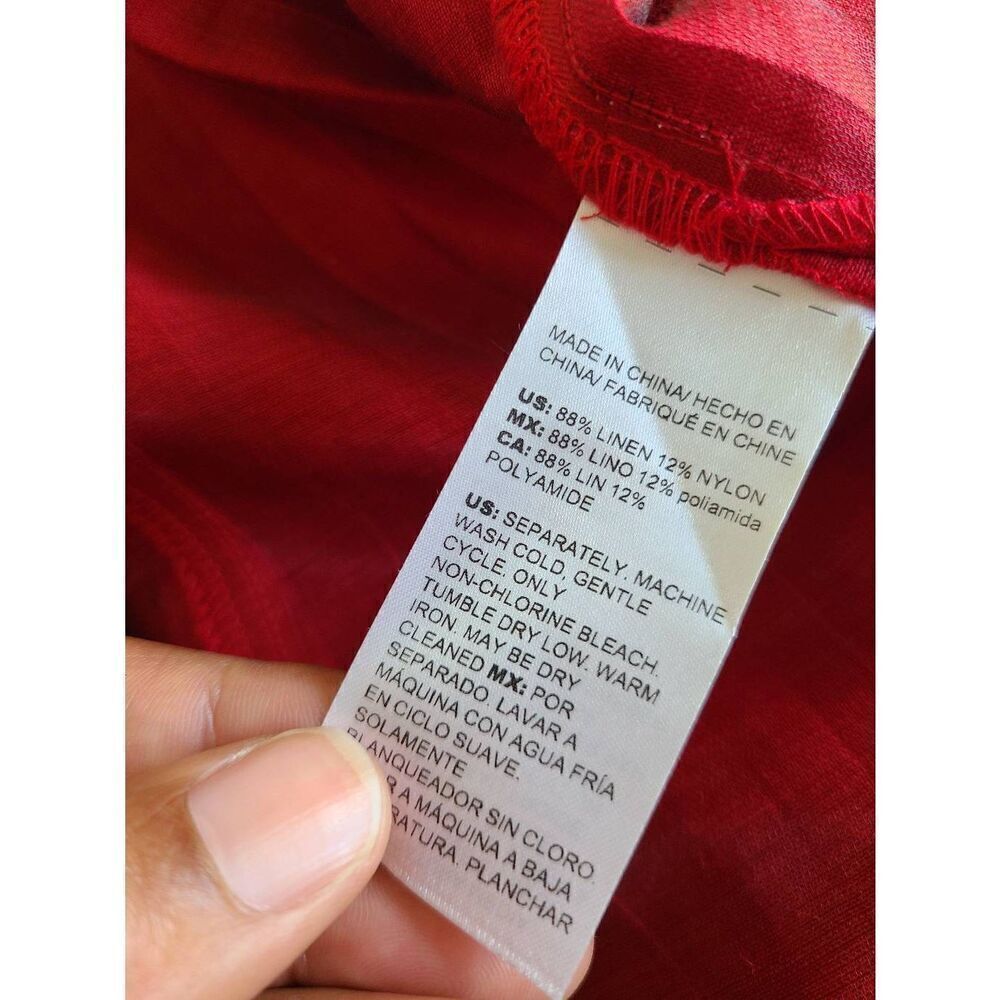 MADE IN CHINA/ HECHO EN
CHINA/ FABRIQUÉ EN CHINE
US: 88% LINEN 12% NYLON
MX: 88% LINO 12% poliamida
CA: 88% LIN 12%
POLYAMIDE
US: SEPARATELY. MACHINE
WASH COLD, GENTLE
CYCLE. ONLY
NON-CHLORINE BLEACH.
TUMBLE DRY LOW. WARM
IRON. MAY BE DRY
CLEANED MX: POR
SEPARADO. LAVAR A
MÁQUINA CON AGUA FRÍA
EN CICLO SUAVE.
SOLAMENTE
BLANQUEADOR SIN CLORO.
A MÁQUINA A BAJA
PLANCHAR